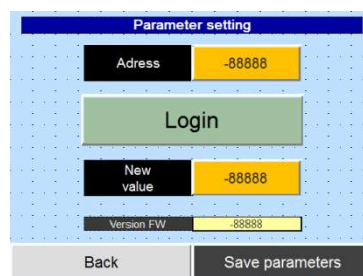 Parameter setting
Adress -88888
Login
New value -88888
Version FW -88888
Back Save parameters